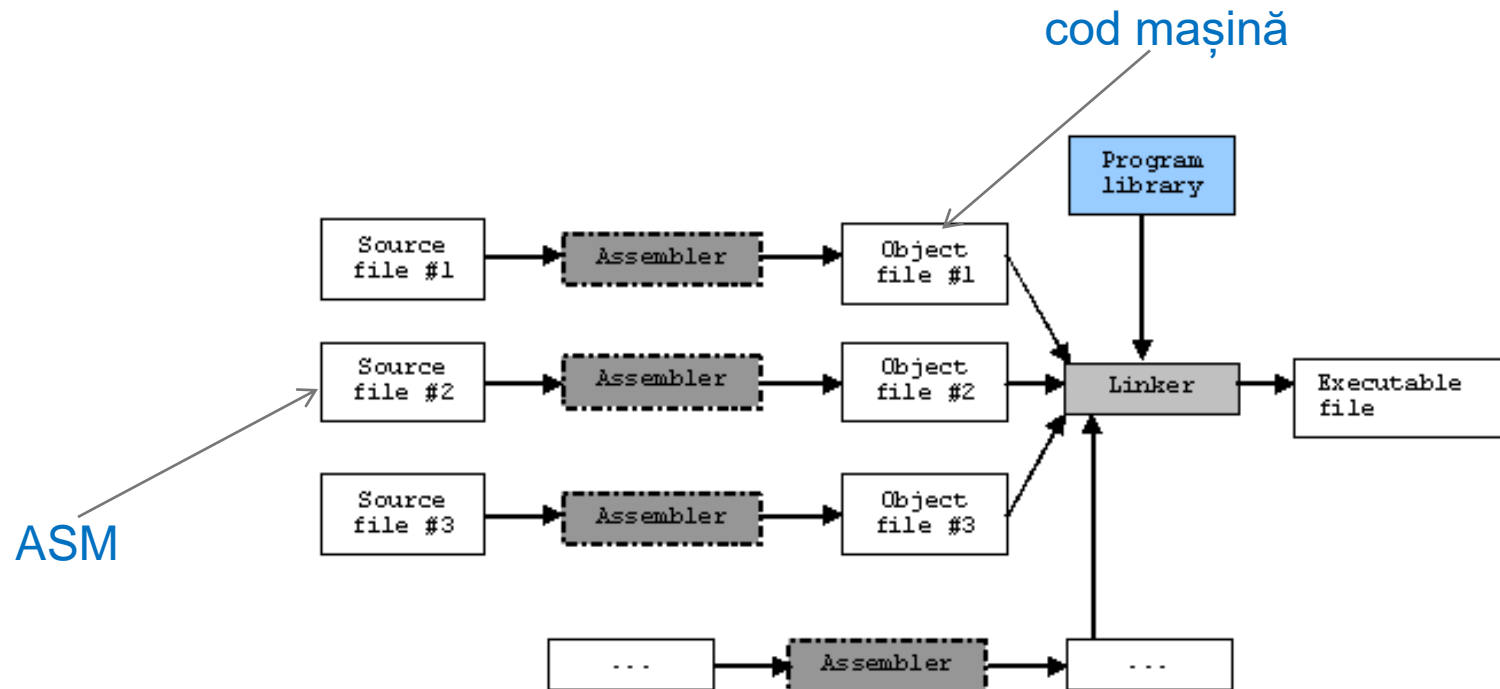 cod mașină
Program
library
Source
file #1
Assembler
Object
file #1
Source
file #2
Assembler
Object
file #2
Linker
Executable
file
Source
file #3
Assembler
Object
file #3
ASM
...
Assembler
...